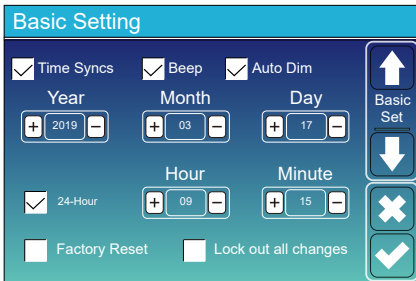 Basic Setting
Time Syncs Beep Auto Dim
Year Month Day
+ 2019 − + 03 − + 17 −
Basic
Set
Hour Minute
24-Hour + 09 − + 15 −
Factory Reset Lock out all changes